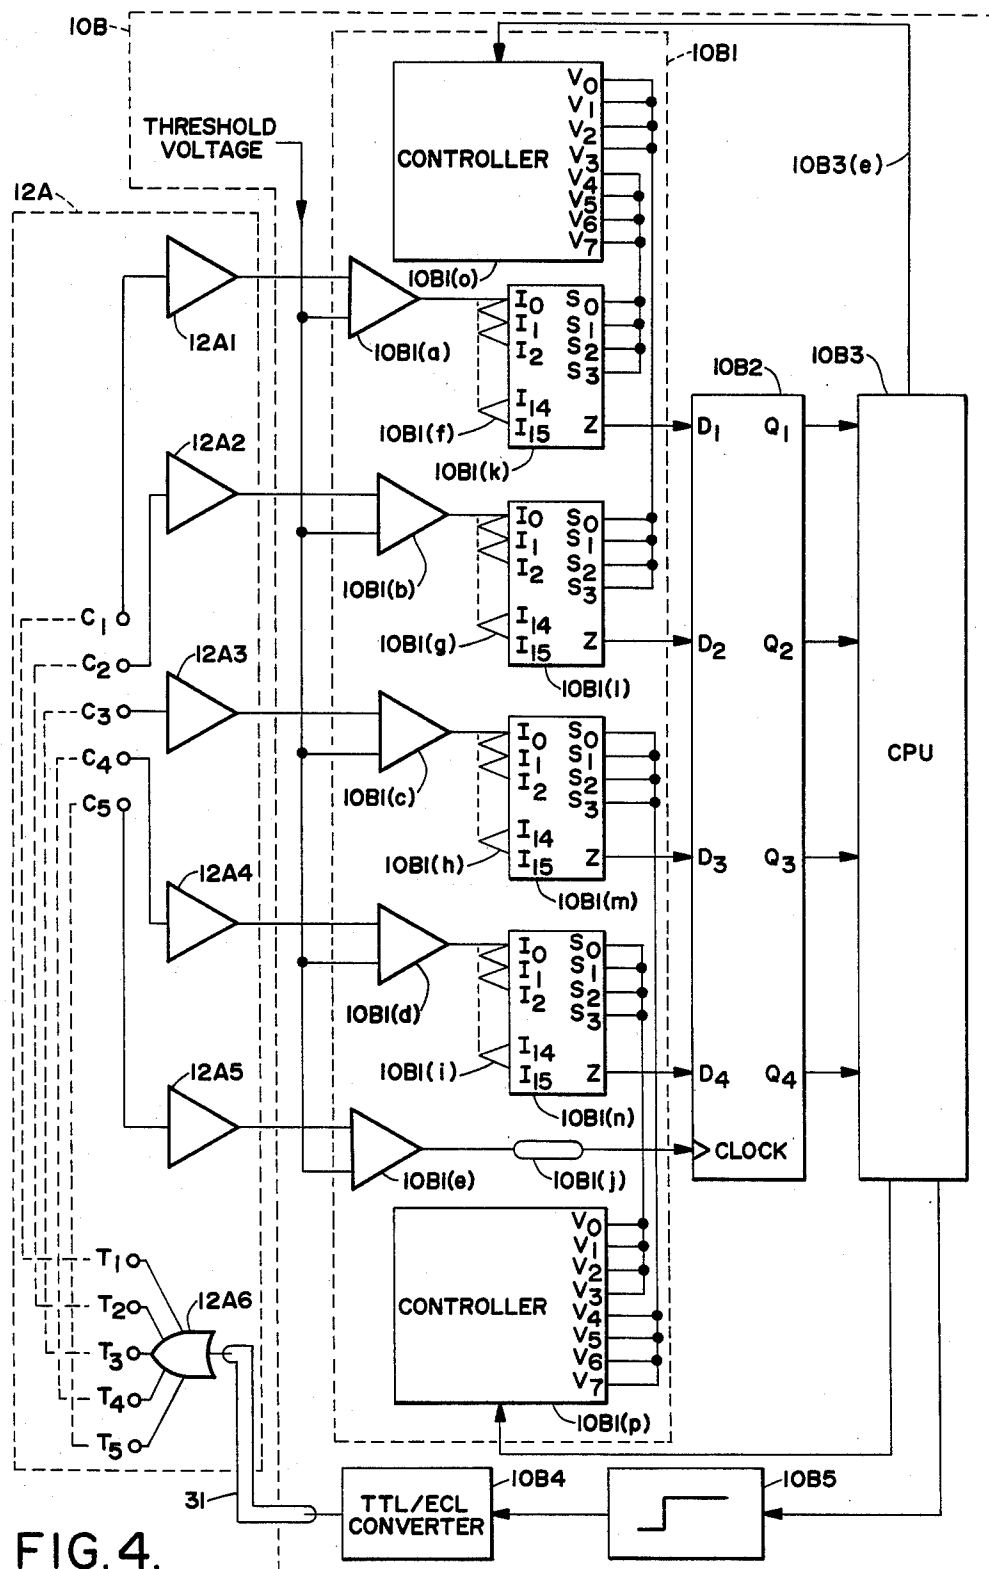 10B
10B1
THRESHOLD
VOLTAGE
CONTROLLER
V0
V1
V2
V3
V4
V5
V6
V7
10B3(e)
12A
10B1(o)
12A1
10B1(a)
I0
I1
I2
I14
I15
S0
S1
S2
S3
Z
10B1(f)
10B1(k)
10B2
10B3
D1
Q1
12A2
10B1(b)
I0
I1
I2
I14
I15
S0
S1
S2
S3
Z
10B1(g)
10B1(l)
D2
Q2
C1
C2
C3
C4
C5
12A3
10B1(c)
I0
I1
I2
I14
I15
S0
S1
S2
S3
Z
10B1(h)
10B1(m)
D3
Q3
CPU
12A4
10B1(d)
I0
I1
I2
I14
I15
S0
S1
S2
S3
Z
10B1(i)
10B1(n)
D4
Q4
12A5
10B1(e)
10B1(j)
CLOCK
CONTROLLER
V0
V1
V2
V3
V4
V5
V6
V7
10B1(p)
T1
T2
T3
T4
T5
12A6
31
10B4
TTL/ECL
CONVERTER
10B5
FIG. 4.